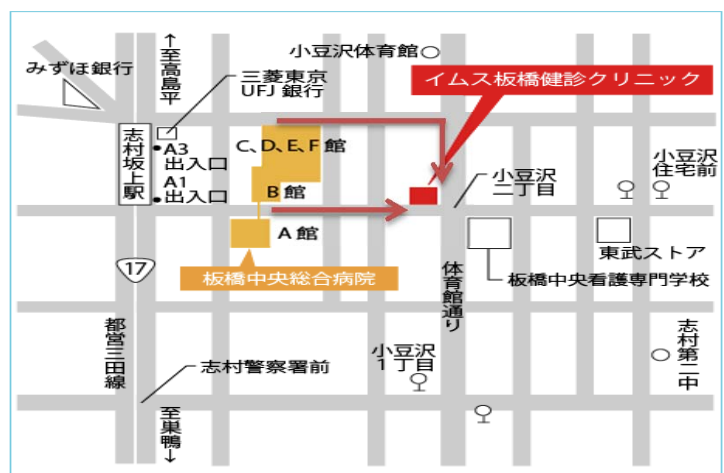 ↑至高島平
小豆沢体育館
みずほ銀行
三菱東京
UFJ 銀行
イムス板橋健診クリニック
志村坂上駅
A3
出入口
A1
出入口
C、D、E、F 館
B 館
A 館
小豆沢
二丁目
小豆沢
住宅前
東武ストア
板橋中央総合病院
板橋中央看護専門学校
17
体育館通り
都営三田線
志村警察署前
小豆沢
1 丁目
志村第二中
至巣鴨↓